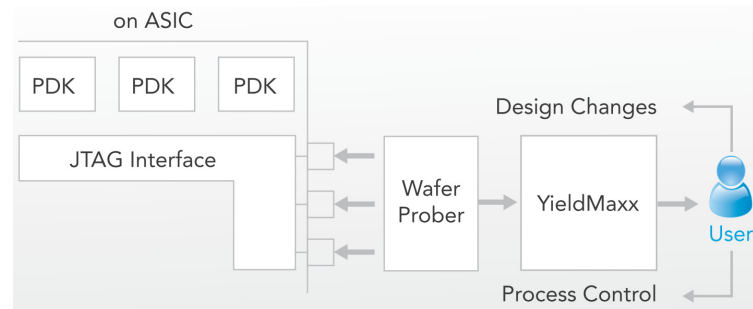 on ASIC
PDK PDK PDK
Design Changes
JTAG Interface
Wafer
Prober
YieldMaxx
User
Process Control